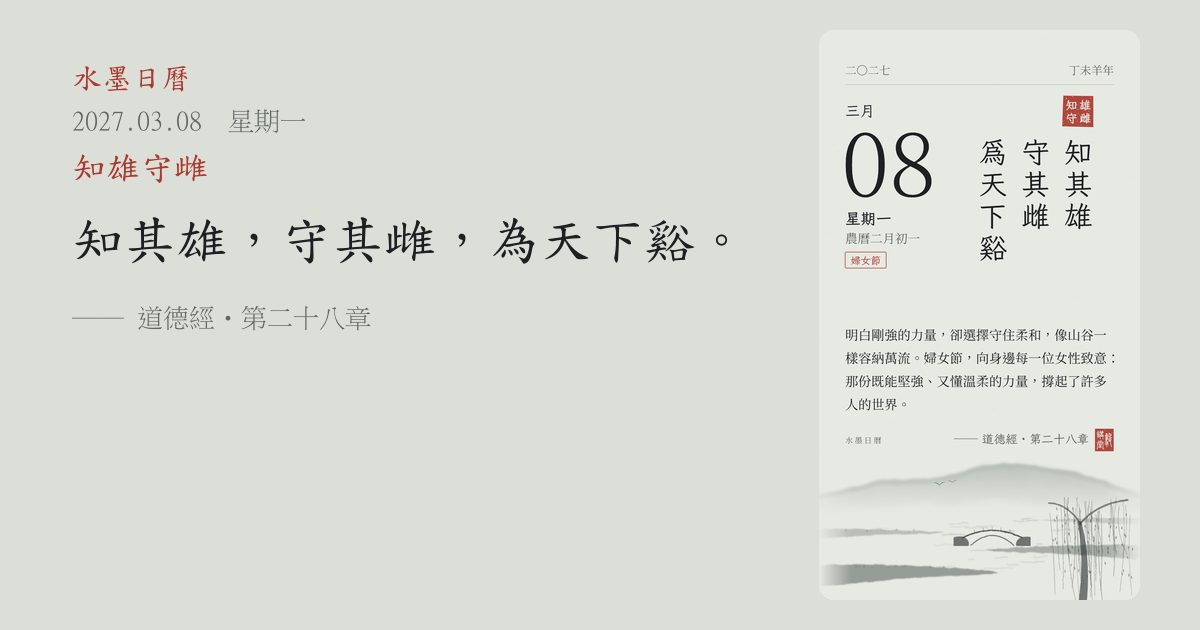 水墨日曆
2027.03.08　星期一
知雄守雌
知其雄，守其雌，為天下谿。
—— 道德經・第二十八章
二〇二七
丁未羊年
三月
08
星期一
農曆二月初一
婦女節
知雄守雌
知其雄
守其雌
爲天下谿
明白剛強的力量，卻選擇守住柔和，像山谷一
樣容納萬流。婦女節，向身邊每一位女性致意：
那份既能堅強、又懂溫柔的力量，撐起了許多
人的世界。
水墨日曆
—— 道德經・第二十八章